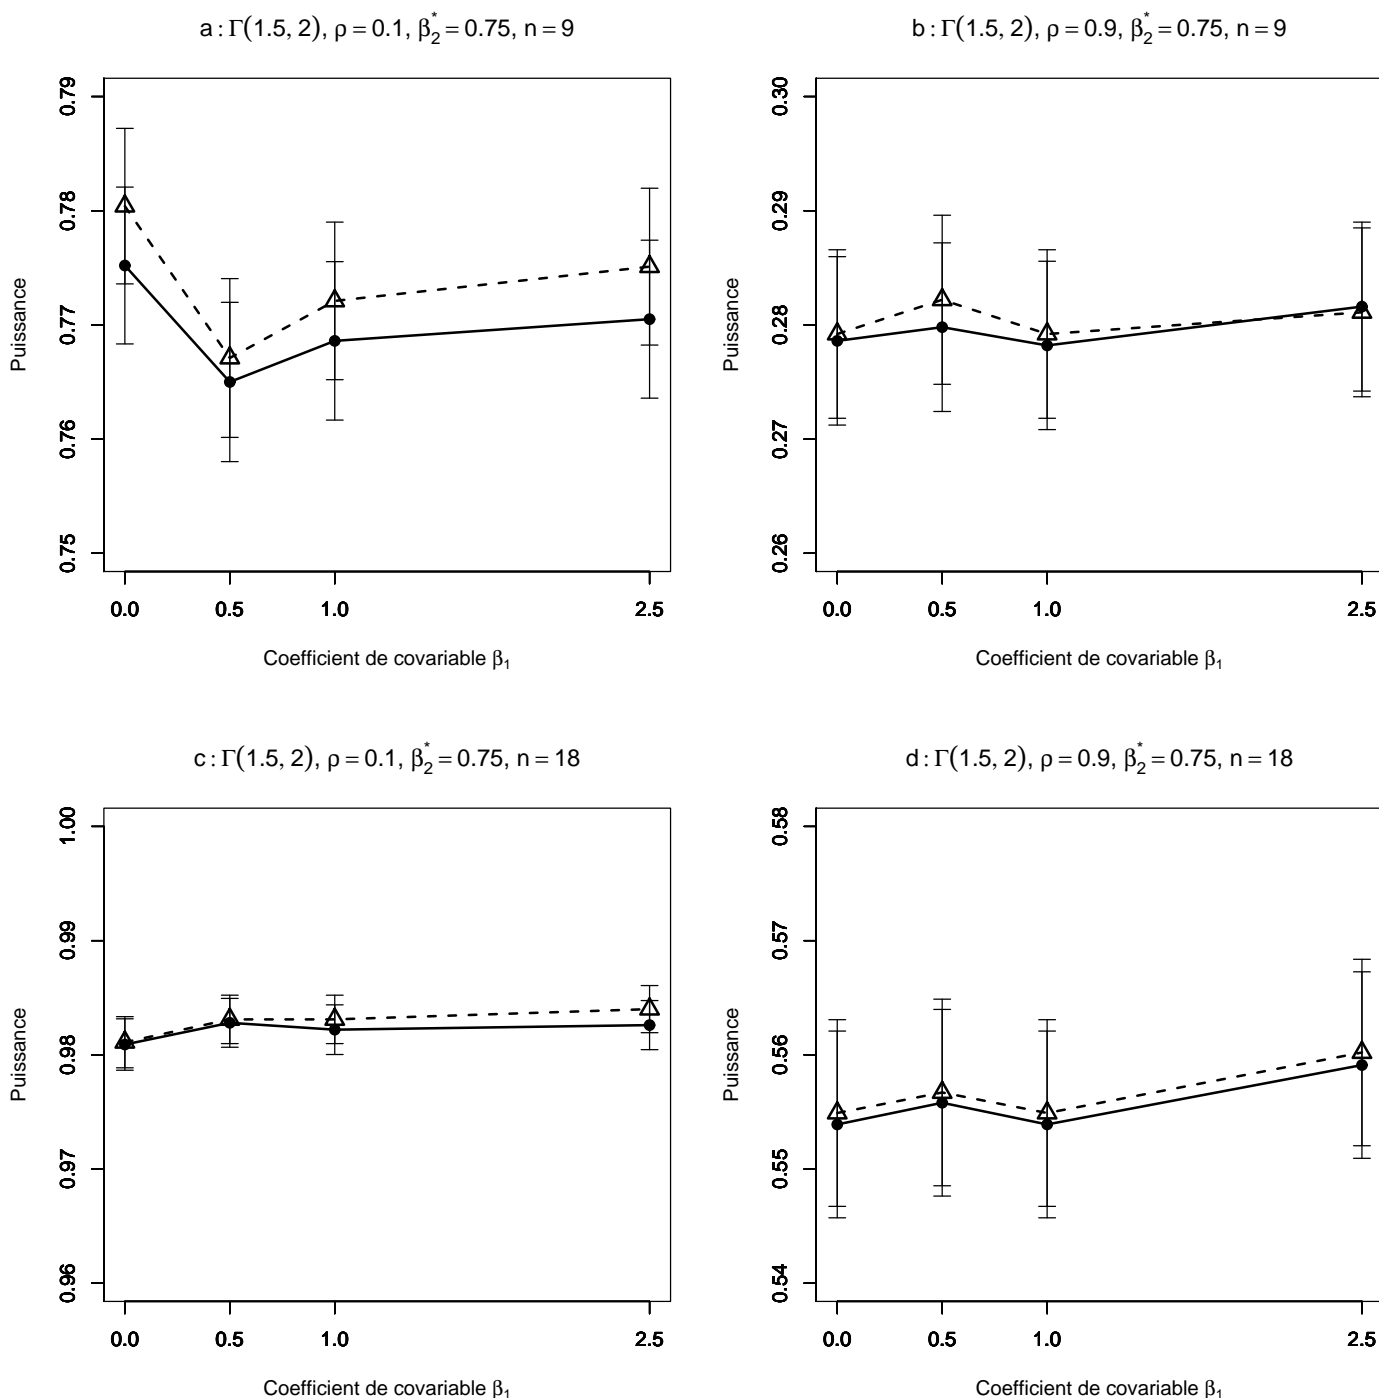 a : Γ(1.5, 2), ρ = 0.1, β₂* = 0.75, n = 9
Puissance
0.79
0.78
0.77
0.76
0.75
0.0 0.5 1.0 2.5
Coefficient de covariable β₁
b : Γ(1.5, 2), ρ = 0.9, β₂* = 0.75, n = 9
Puissance
0.30
0.29
0.28
0.27
0.26
0.0 0.5 1.0 2.5
Coefficient de covariable β₁
c : Γ(1.5, 2), ρ = 0.1, β₂* = 0.75, n = 18
Puissance
1.00
0.99
0.98
0.97
0.96
0.0 0.5 1.0 2.5
Coefficient de covariable β₁
d : Γ(1.5, 2), ρ = 0.9, β₂* = 0.75, n = 18
Puissance
0.58
0.57
0.56
0.55
0.54
0.0 0.5 1.0 2.5
Coefficient de covariable β₁